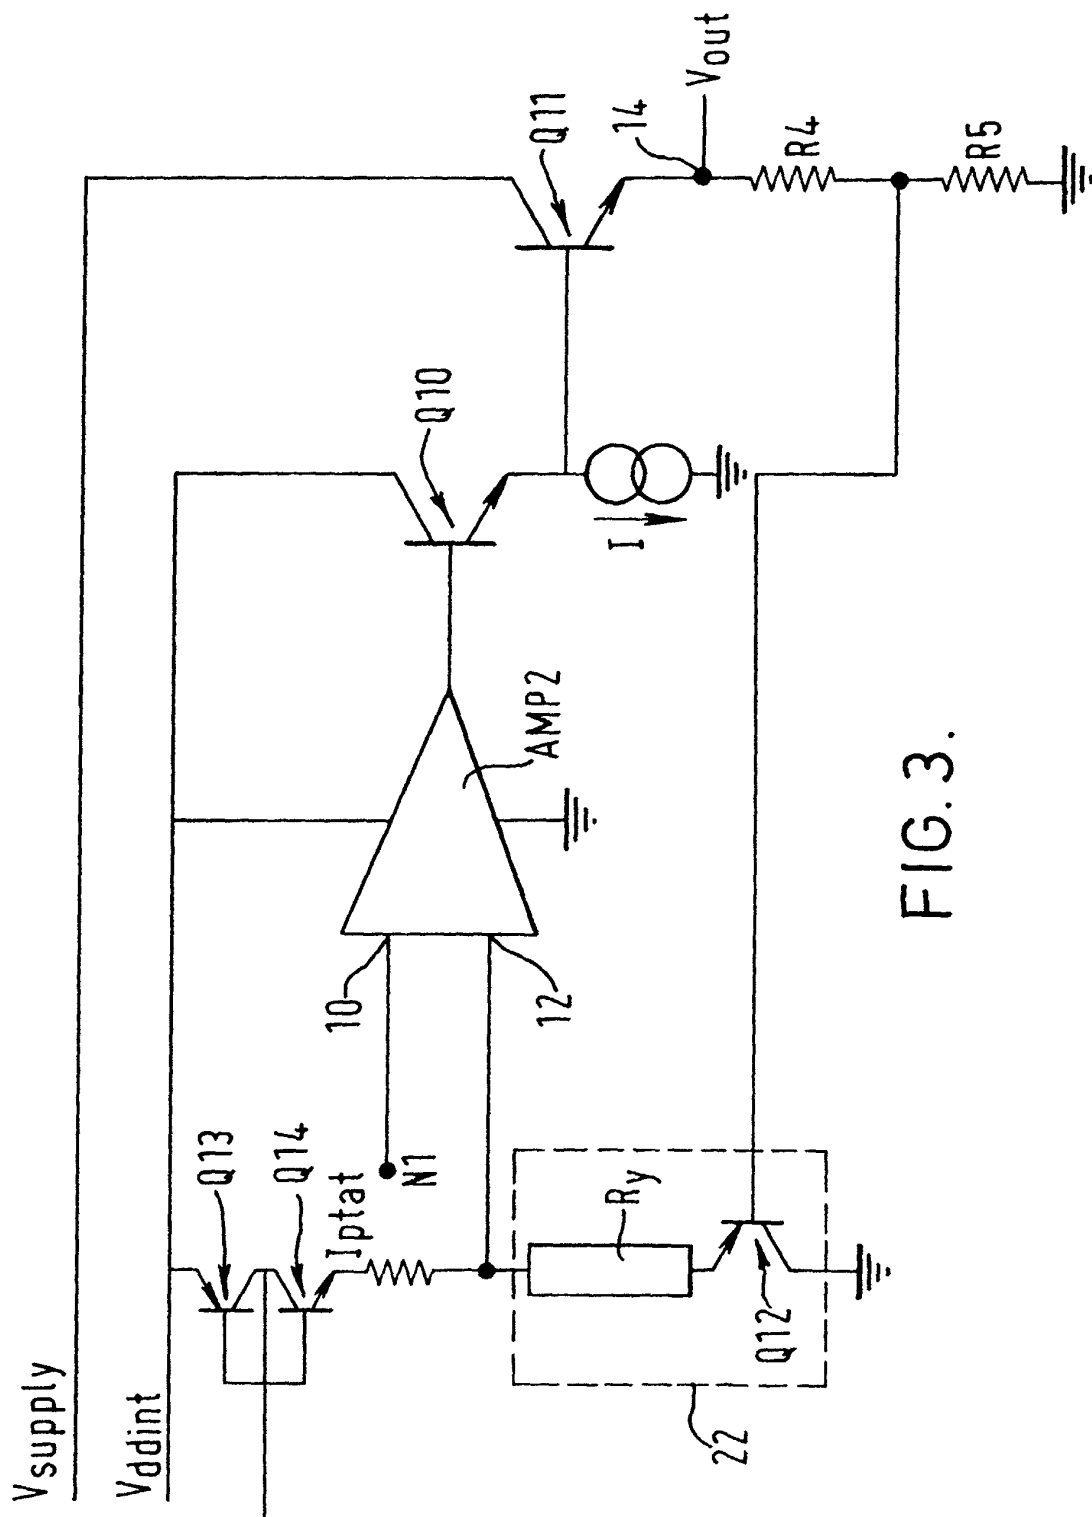 Vsupply
Vddint
Q13
Q14
Iptat
N1
10
12
AMP2
Q10
Q11
14
Vout
R4
R5
I
Ry
Q12
22
FIG. 3.